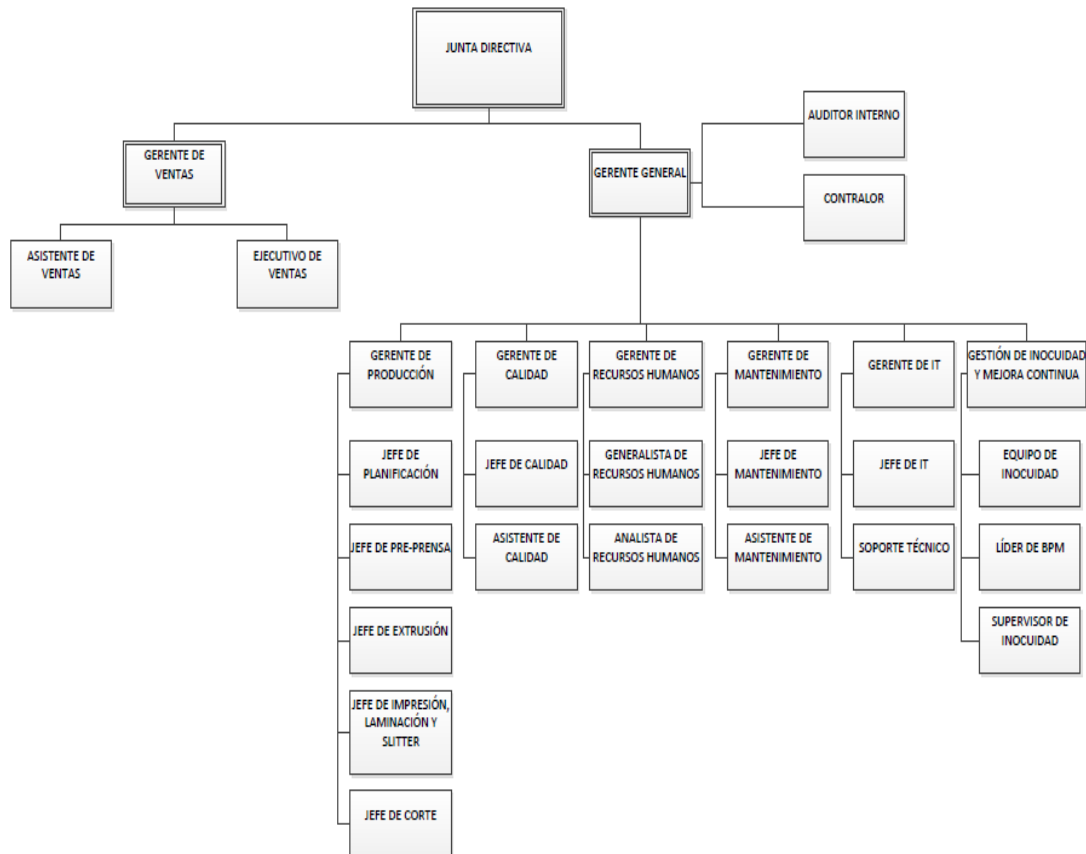 JUNTA DIRECTIVA
AUDITOR INTERNO
GERENTE DE
VENTAS
GERENTE GENERAL
CONTRALOR
ASISTENTE DE
VENTAS
EJECUTIVO DE
VENTAS
GERENTE DE
PRODUCCIÓN
GERENTE DE
CALIDAD
GERENTE DE
RECURSOS HUMANOS
GERENTE DE
MANTENIMIENTO
GERENTE DE IT
GESTIÓN DE INOCUIDAD
Y MEJORA CONTINUA
JEFE DE
PLANIFICACIÓN
JEFE DE CALIDAD
GENERALISTA DE
RECURSOS HUMANOS
JEFE DE
MANTENIMIENTO
JEFE DE IT
EQUIPO DE
INOCUIDAD
JEFE DE PRE-PRENSA
ASISTENTE DE
CALIDAD
ANALISTA DE
RECURSOS HUMANOS
ASISTENTE DE
MANTENIMIENTO
SOPORTE TÉCNICO
LÍDER DE BPM
JEFE DE EXTRUSIÓN
SUPERVISOR DE
INOCUIDAD
JEFE DE IMPRESIÓN,
LAMINACIÓN Y
SLITTER
JEFE DE CORTE